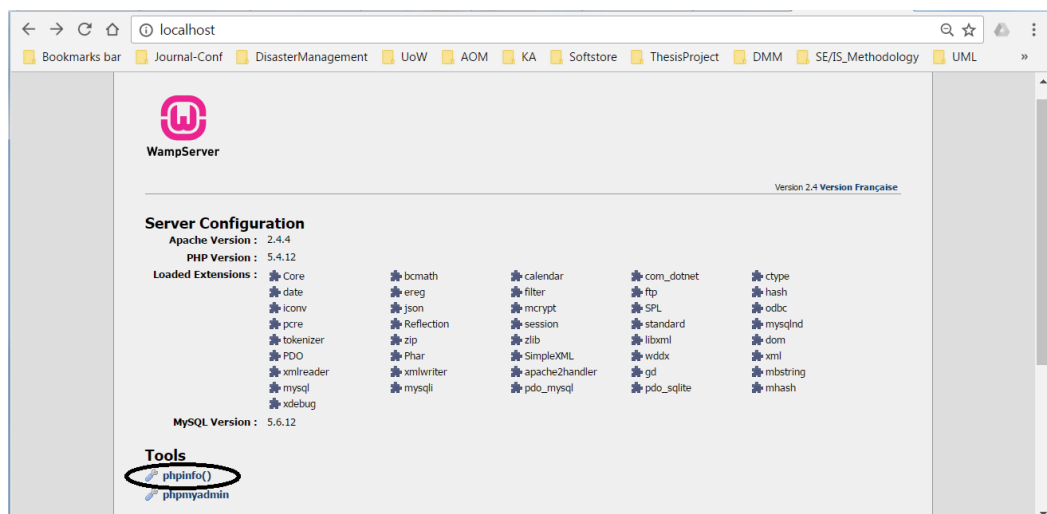 localhost
Bookmarks bar Journal-Conf DisasterManagement UoW AOM KA Softstore ThesisProject DMM SE/IS_Methodology UML »
WampServer
Version 2.4 Version Française
Server Configuration
Apache Version : 2.4.4
PHP Version : 5.4.12
Loaded Extensions : Core bcmath calendar com_dotnet ctype
date ereg filter ftp hash
iconv json mcrypt SPL odbc
pcre Reflection session standard mysqlnd
tokenizer zip zlib libxml dom
PDO Phar SimpleXML wddx xml
xmlreader xmlwriter apache2handler gd mbstring
mysql mysqli pdo_mysql pdo_sqlite mhash
xdebug
MySQL Version : 5.6.12
Tools
phpinfo()
phpmyadmin